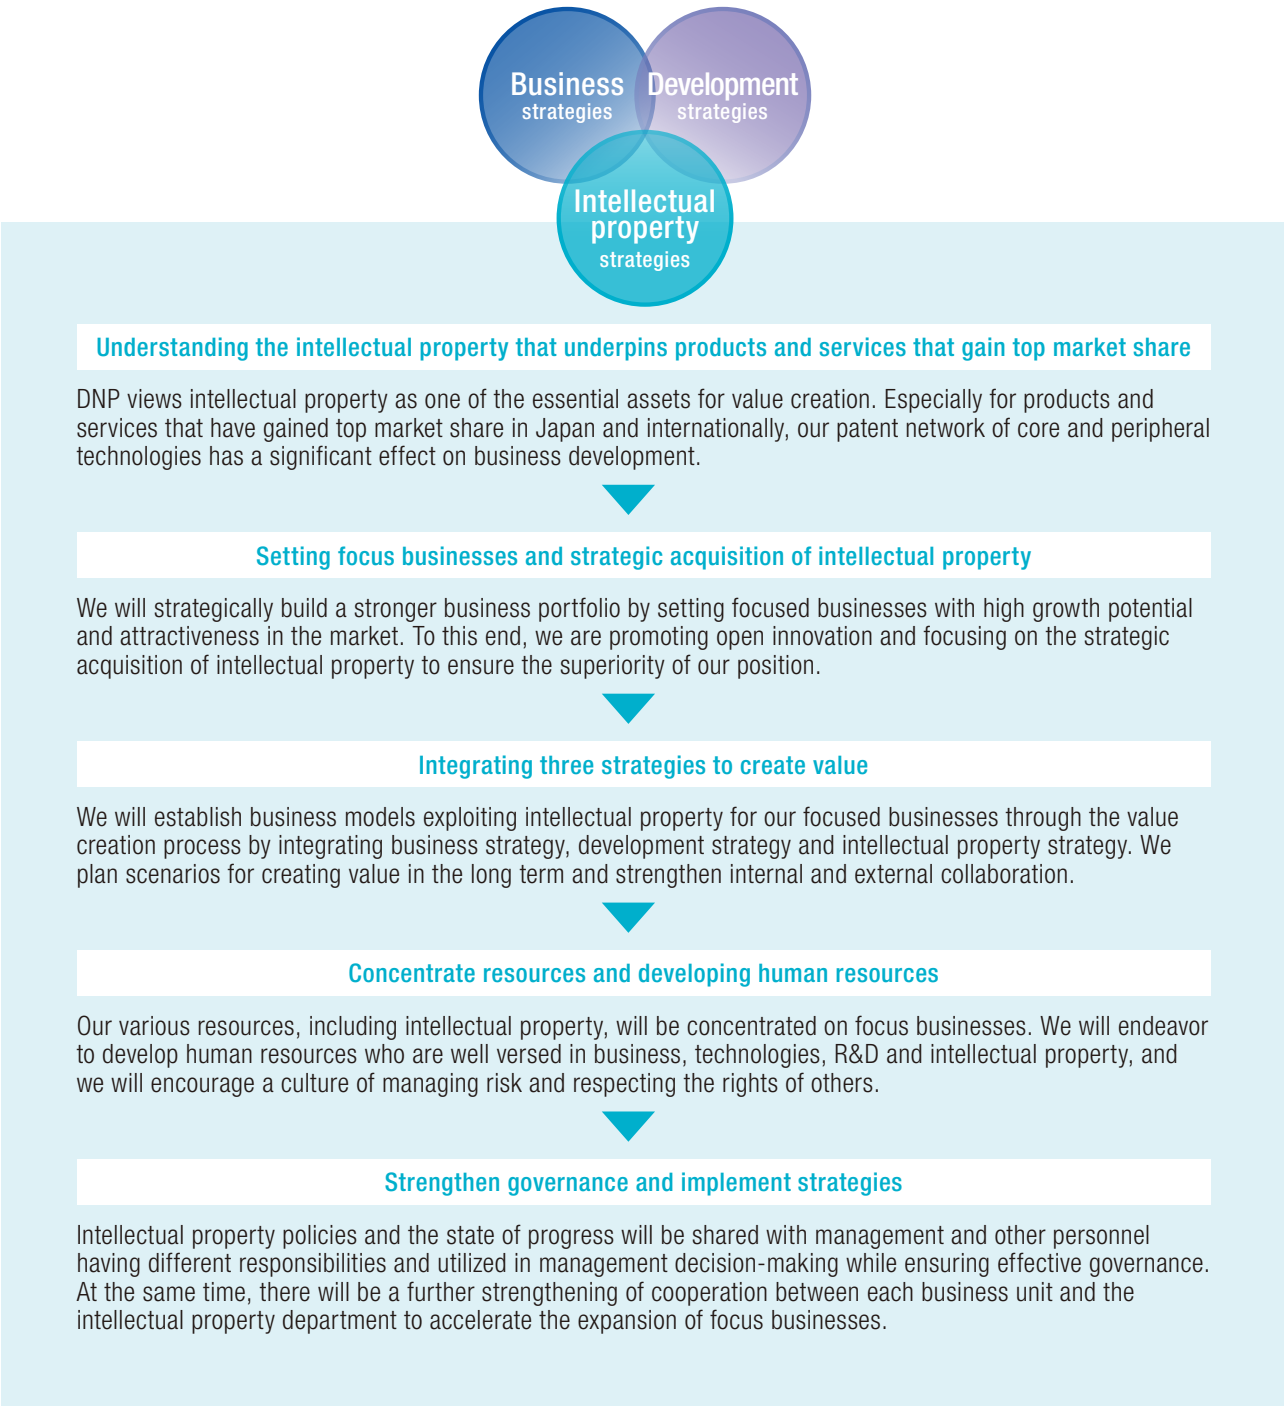 Business
strategies
Development
strategies
Intellectual
property
strategies
Understanding the intellectual property that underpins products and services that gain top market share
DNP views intellectual property as one of the essential assets for value creation. Especially for products and
services that have gained top market share in Japan and internationally, our patent network of core and peripheral
technologies has a significant effect on business development.
Setting focus businesses and strategic acquisition of intellectual property
We will strategically build a stronger business portfolio by setting focused businesses with high growth potential
and attractiveness in the market. To this end, we are promoting open innovation and focusing on the strategic
acquisition of intellectual property to ensure the superiority of our position.
Integrating three strategies to create value
We will establish business models exploiting intellectual property for our focused businesses through the value
creation process by integrating business strategy, development strategy and intellectual property strategy. We
plan scenarios for creating value in the long term and strengthen internal and external collaboration.
Concentrate resources and developing human resources
Our various resources, including intellectual property, will be concentrated on focus businesses. We will endeavor
to develop human resources who are well versed in business, technologies, R&D and intellectual property, and
we will encourage a culture of managing risk and respecting the rights of others.
Strengthen governance and implement strategies
Intellectual property policies and the state of progress will be shared with management and other personnel
having different responsibilities and utilized in management decision-making while ensuring effective governance.
At the same time, there will be a further strengthening of cooperation between each business unit and the
intellectual property department to accelerate the expansion of focus businesses.